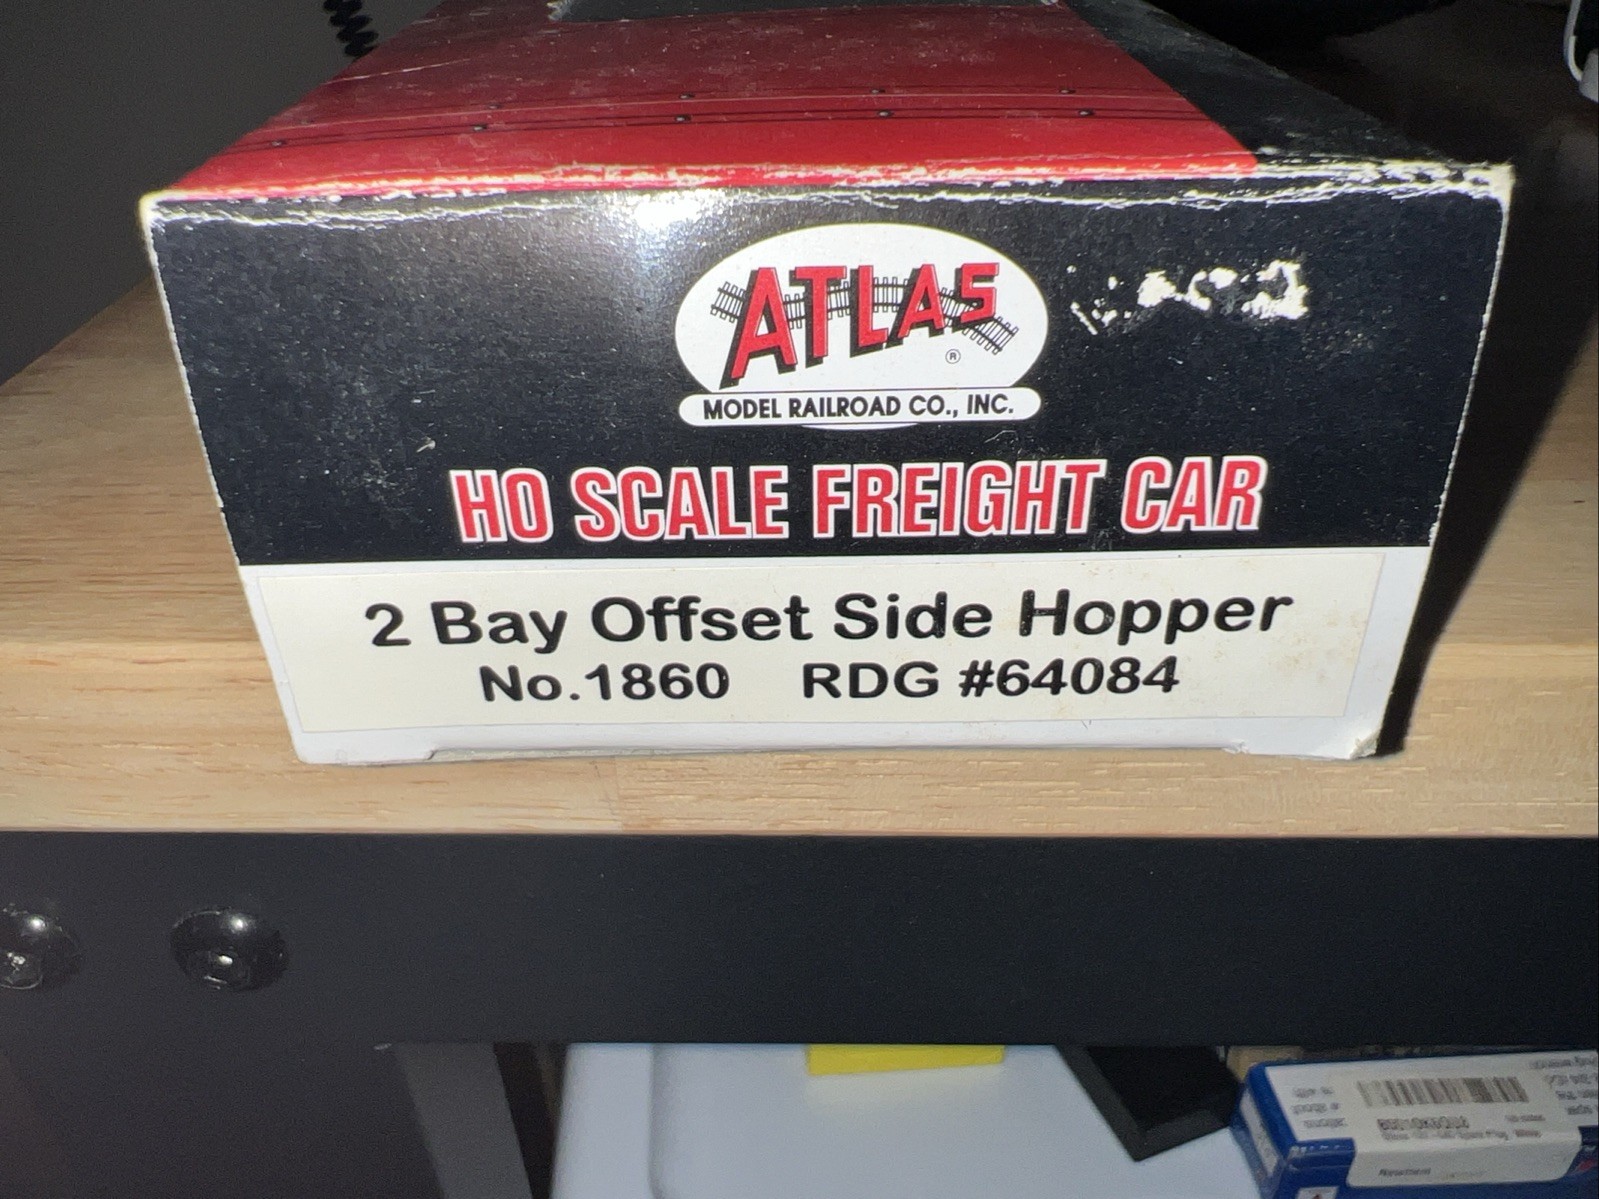 ATLAS
®
MODEL RAILROAD CO., INC.
HO SCALE FREIGHT CAR
2 Bay Offset Side Hopper
No.1860 RDG #64084